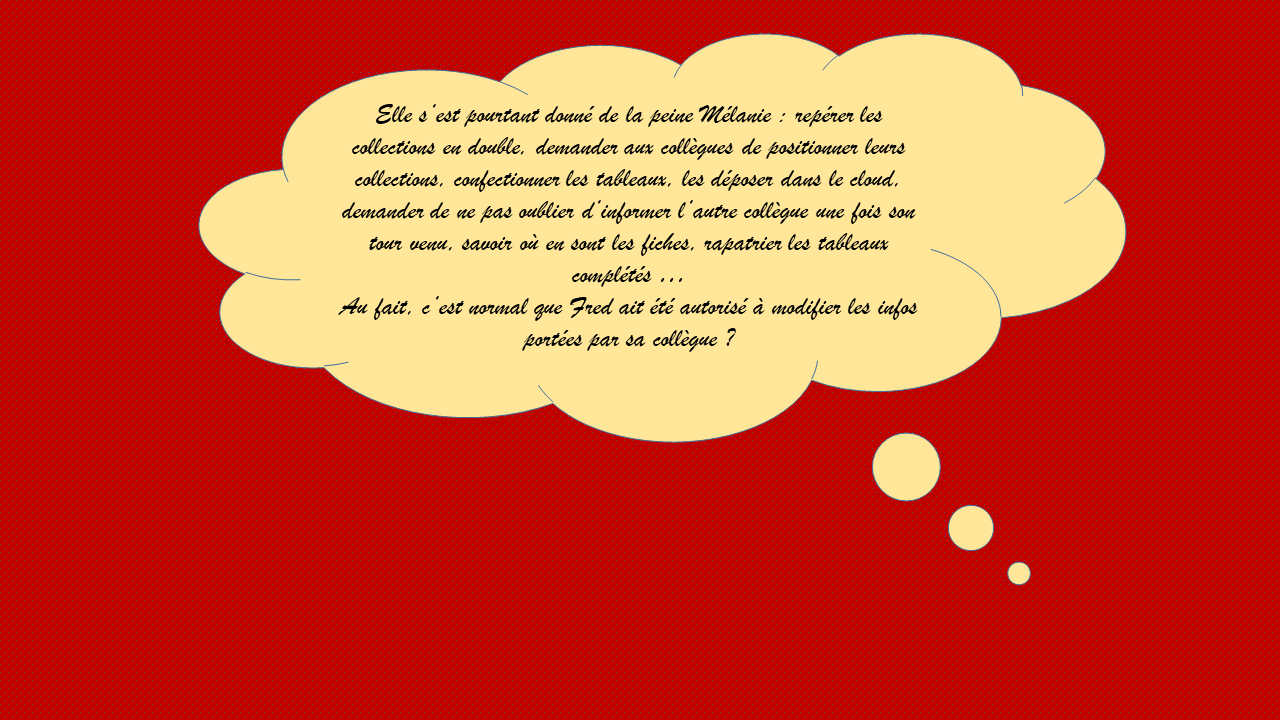 Elle s'est pourtant donné de la peine Mélanie : repérer les
collections en double, demander aux collègues de positionner leurs
collections, confectionner les tableaux, les déposer dans le cloud,
demander de ne pas oublier d'informer l'autre collègue une fois son
tour venu, savoir où en sont les fiches, rapatrier les tableaux
complétés ...
Au fait, c'est normal que Fred ait été autorisé à modifier les infos
portées par sa collègue ?